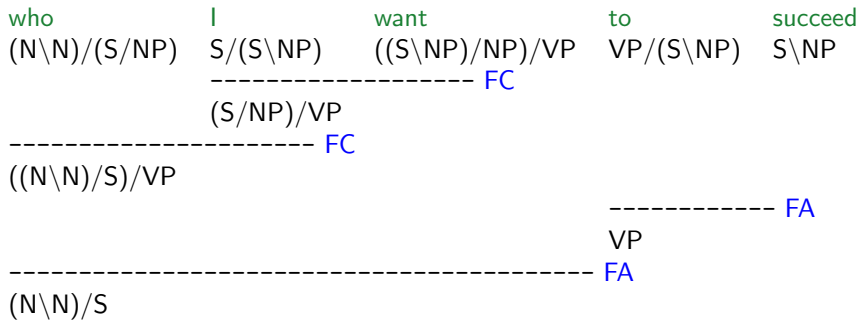 who I want to succeed
(N\N)/(S/NP) S/(S\NP) ((S\NP)/NP)/VP VP/(S\NP) S\NP
------------------- FC
(S/NP)/VP
---------------------- FC
((N\N)/S)/VP
------------ FA
VP
------------------------------------------ FA
(N\N)/S